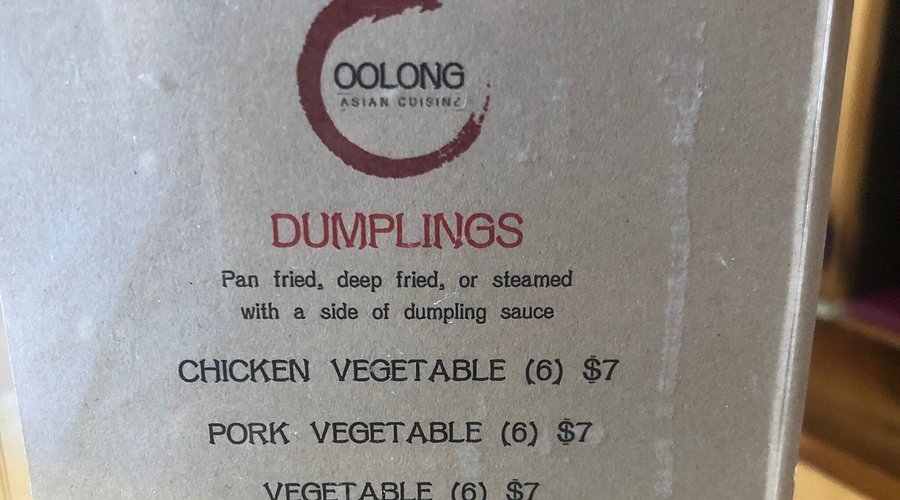 OOLONG
ASIAN CUISINE
DUMPLINGS
Pan fried, deep fried, or steamed
with a side of dumpling sauce
CHICKEN VEGETABLE (6) $7
PORK VEGETABLE (6) $7
VEGETABLE (6) $7